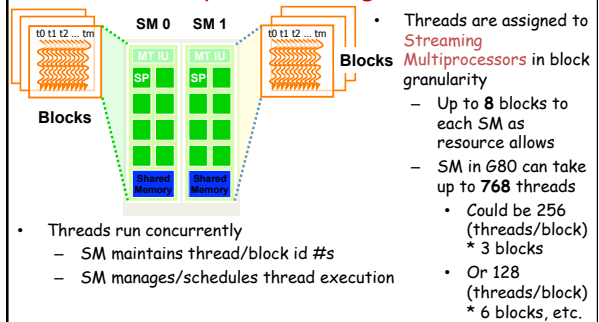 SM 0 SM 1
t0 t1 t2 ... tm
t0 t1 t2 ... tm
MT IU
MT IU
SP
SP
Blocks
Blocks
Shared
Memory
Shared
Memory
• Threads run concurrently
– SM maintains thread/block id #s
– SM manages/schedules thread execution
• Threads are assigned to
Streaming
Multiprocessors in block
granularity
– Up to 8 blocks to
each SM as
resource allows
– SM in G80 can take
up to 768 threads
• Could be 256
(threads/block)
* 3 blocks
• Or 128
(threads/block)
* 6 blocks, etc.